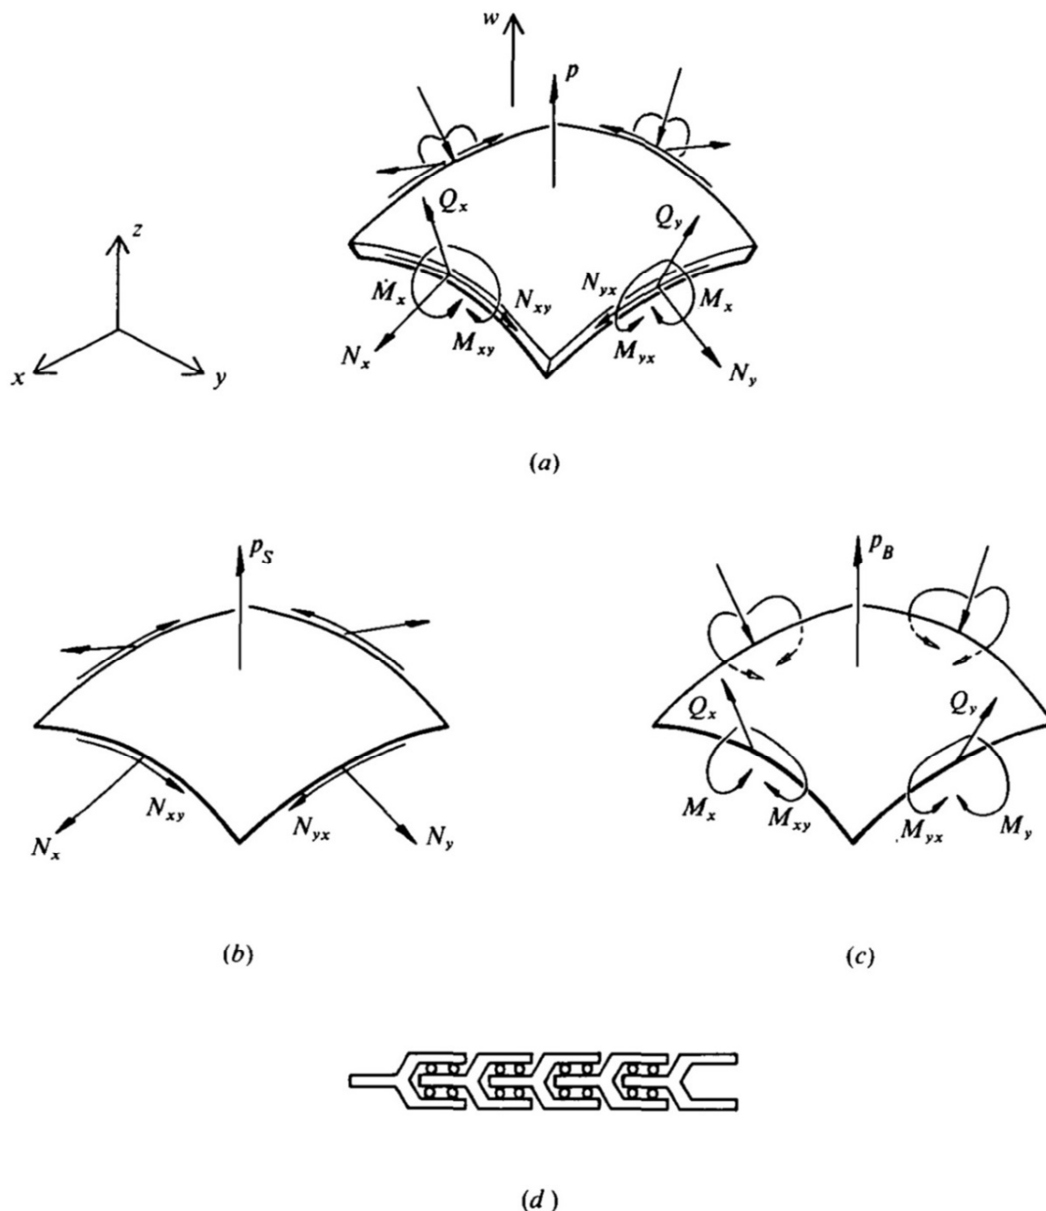 w
p
Q_x
Q_y
z
M_x
N_xy
N_yx
M_x
x
y
N_x
M_xy
M_yx
N_y
(a)
p_S
p_B
Q_x
Q_y
N_xy
N_yx
N_x
N_y
M_x
M_xy
M_yx
M_y
(b)
(c)
(d)